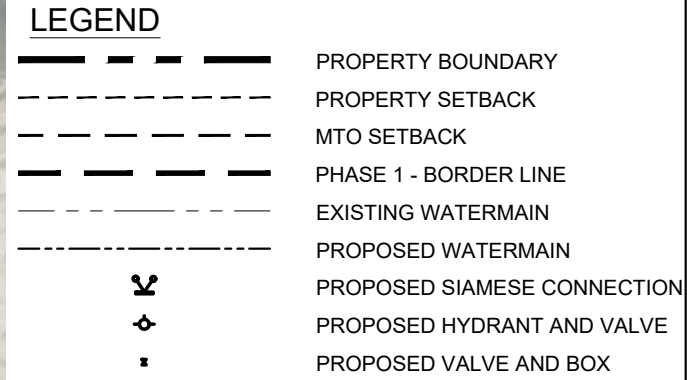 LEGEND
PROPERTY BOUNDARY
PROPERTY SETBACK
MTO SETBACK
PHASE 1 - BORDER LINE
EXISTING WATERMAIN
PROPOSED WATERMAIN
PROPOSED SIAMESE CONNECTION
PROPOSED HYDRANT AND VALVE
PROPOSED VALVE AND BOX